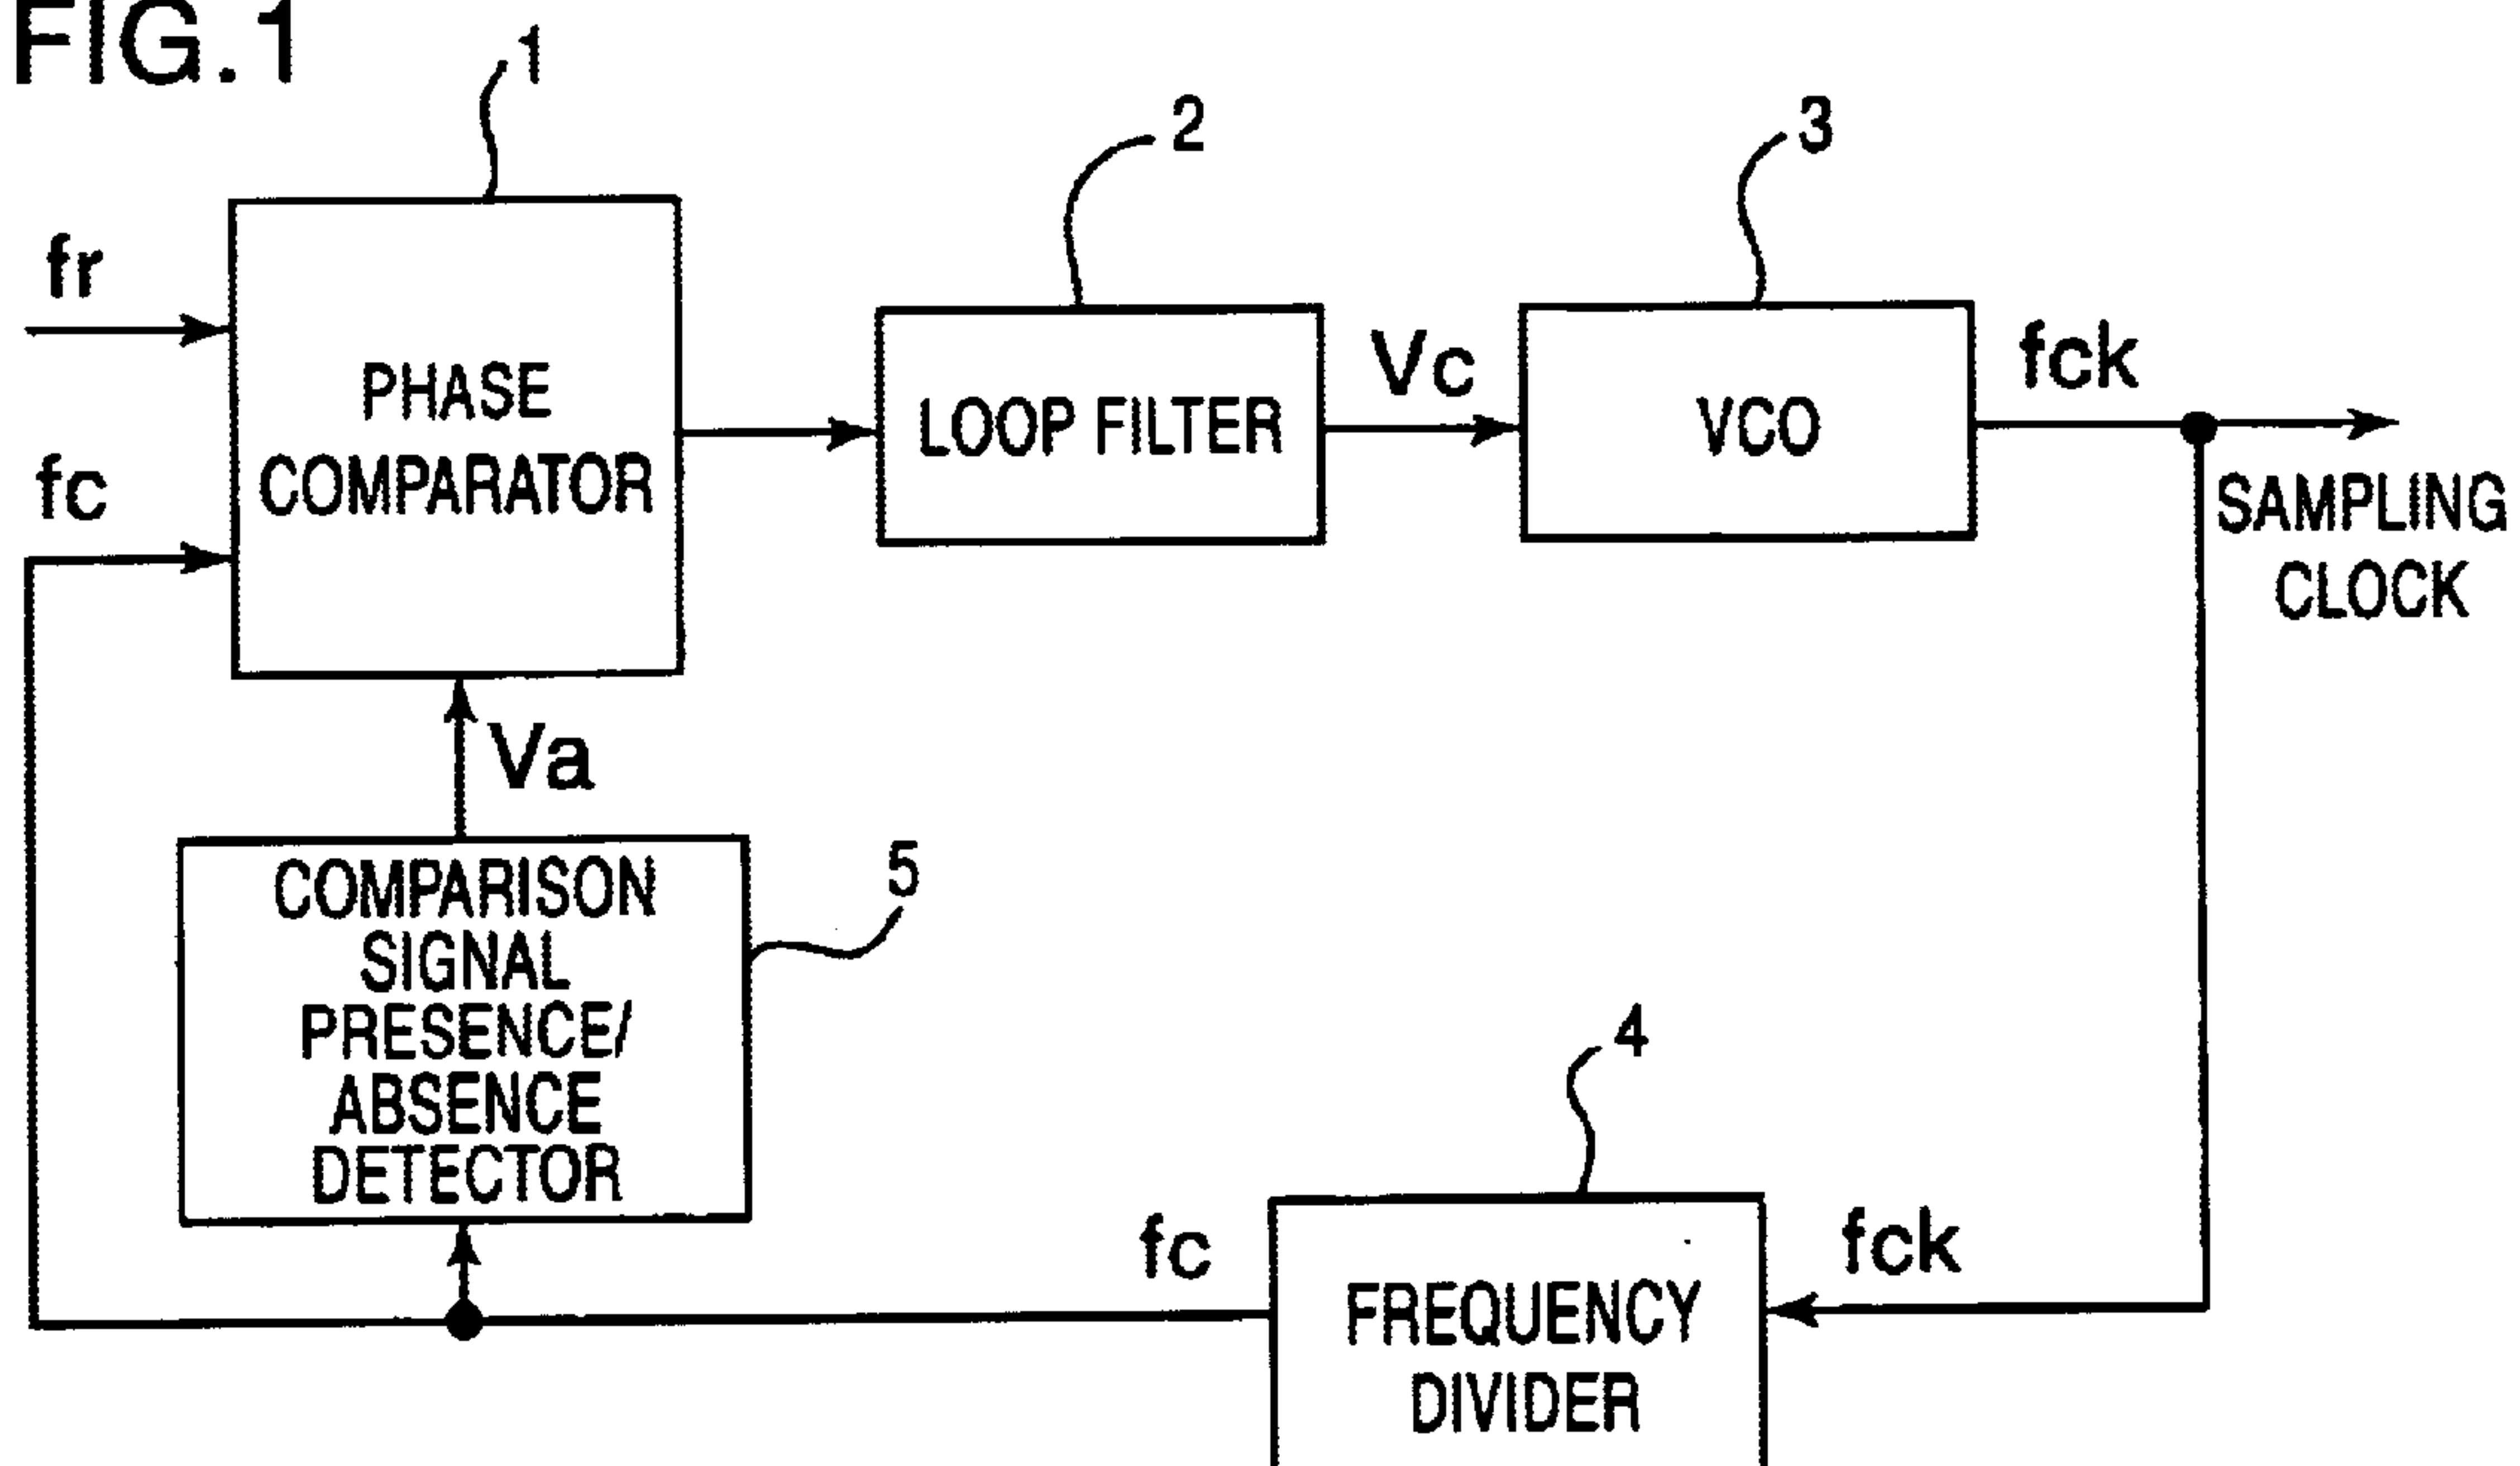 FIG.1
1
2
3
fr
fc
PHASE
COMPARATOR
LOOP FILTER
Vc
VCO
fck
SAMPLING
CLOCK
Va
COMPARISON
SIGNAL
PRESENCE/
ABSENCE
DETECTOR
5
4
fc
FREQUENCY
DIVIDER
fck